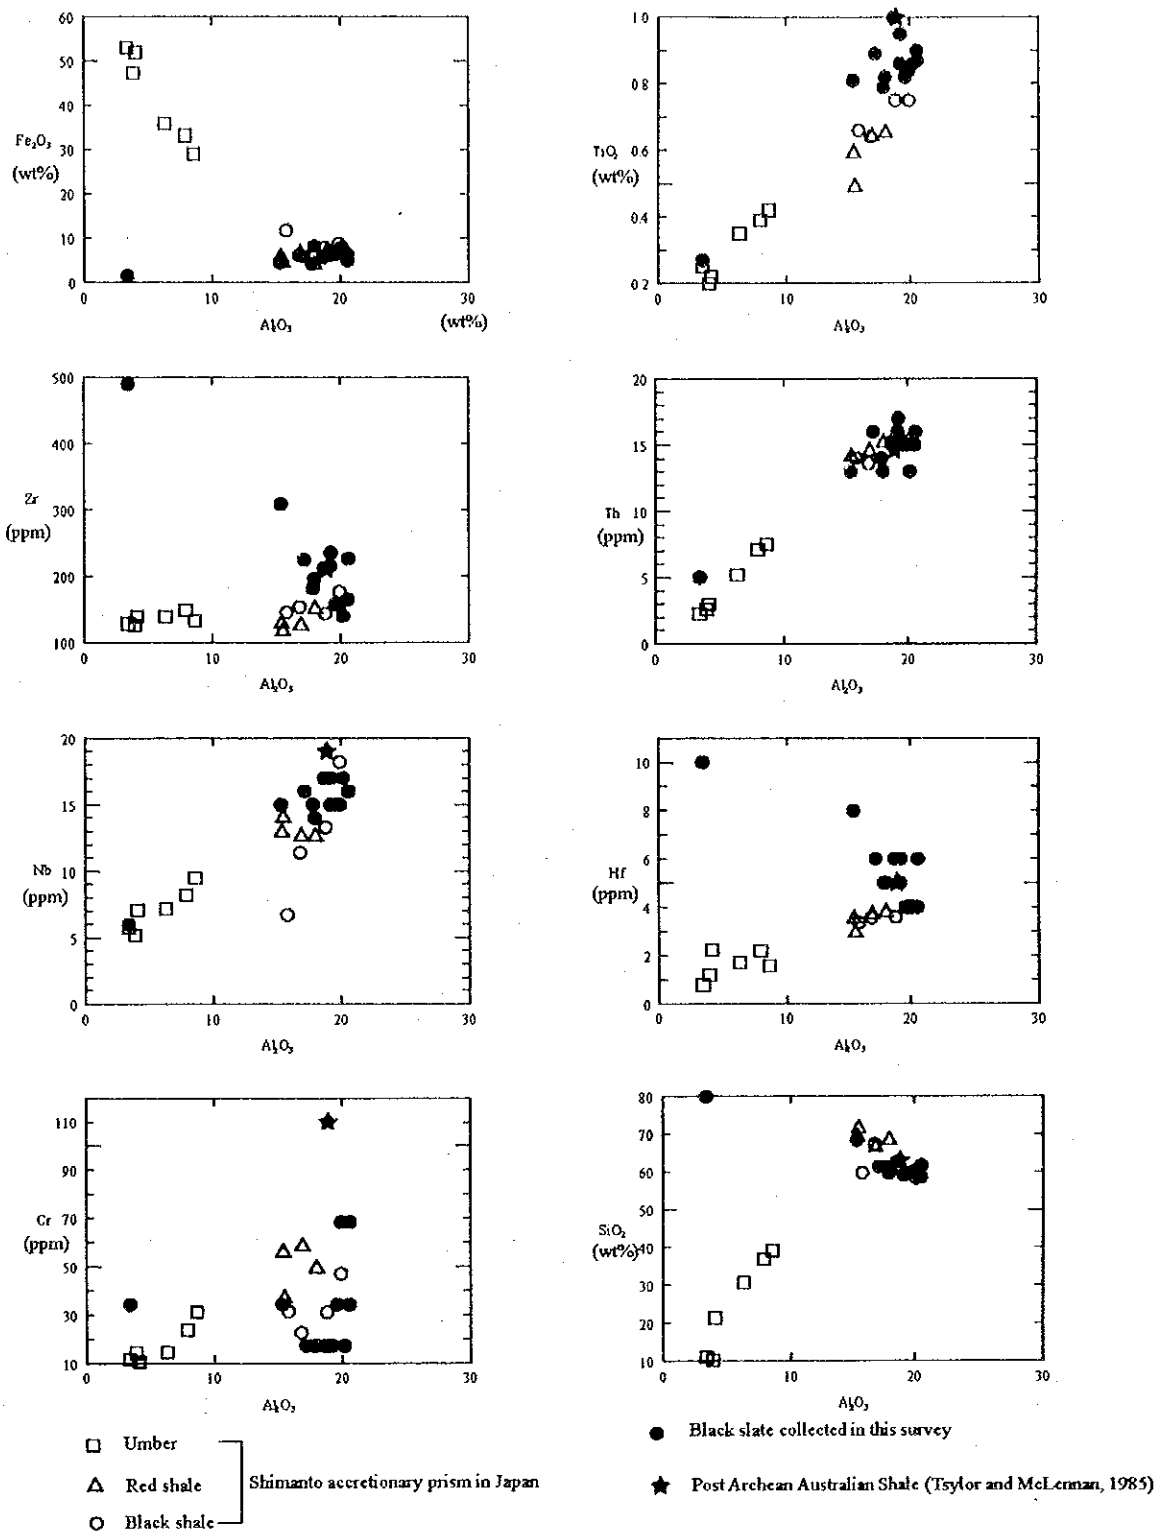 60
50
40
Fe₂O₃
(wt%)
30
20
10
0
0 10 20 30
Al₂O₃ (wt%)
1.0
0.8
TiO₂ 0.6
(wt%)
0.4
0.2
0 10 20 30
Al₂O₃
500
400
Zr
300
(ppm)
200
100
0 10 20 30
Al₂O₃
20
15
Th 10
(ppm)
5
0
0 10 20 30
Al₂O₃
20
15
Nb 10
(ppm)
5
0
0 10 20 30
Al₂O₃
10
8
6
Hf
(ppm)
4
2
0
0 10 20 30
Al₂O₃
110
90
Cr 70
(ppm)
50
30
10
0 10 20 30
Al₂O₃
80
70
60
50
SiO₂
(wt%) 40
30
20
10
0 10 20 30
Al₂O₃
Umber
Red shale
Black shale
Shimanto accretionary prism in Japan
Black slate collected in this survey
Post Archean Australian Shale (Tsylor and McLennan, 1985)